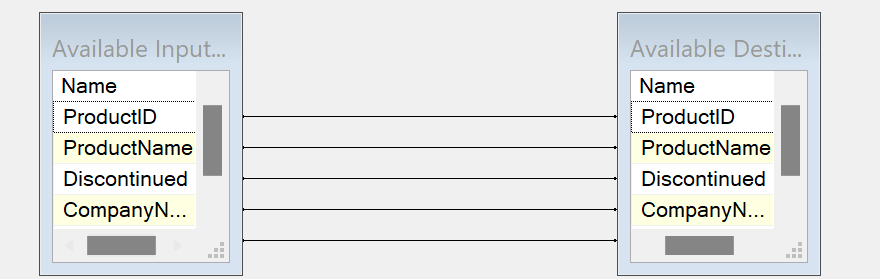 Available Input...
Name
ProductID
ProductName
Discontinued
CompanyN...
Available Desti...
Name
ProductID
ProductName
Discontinued
CompanyN...